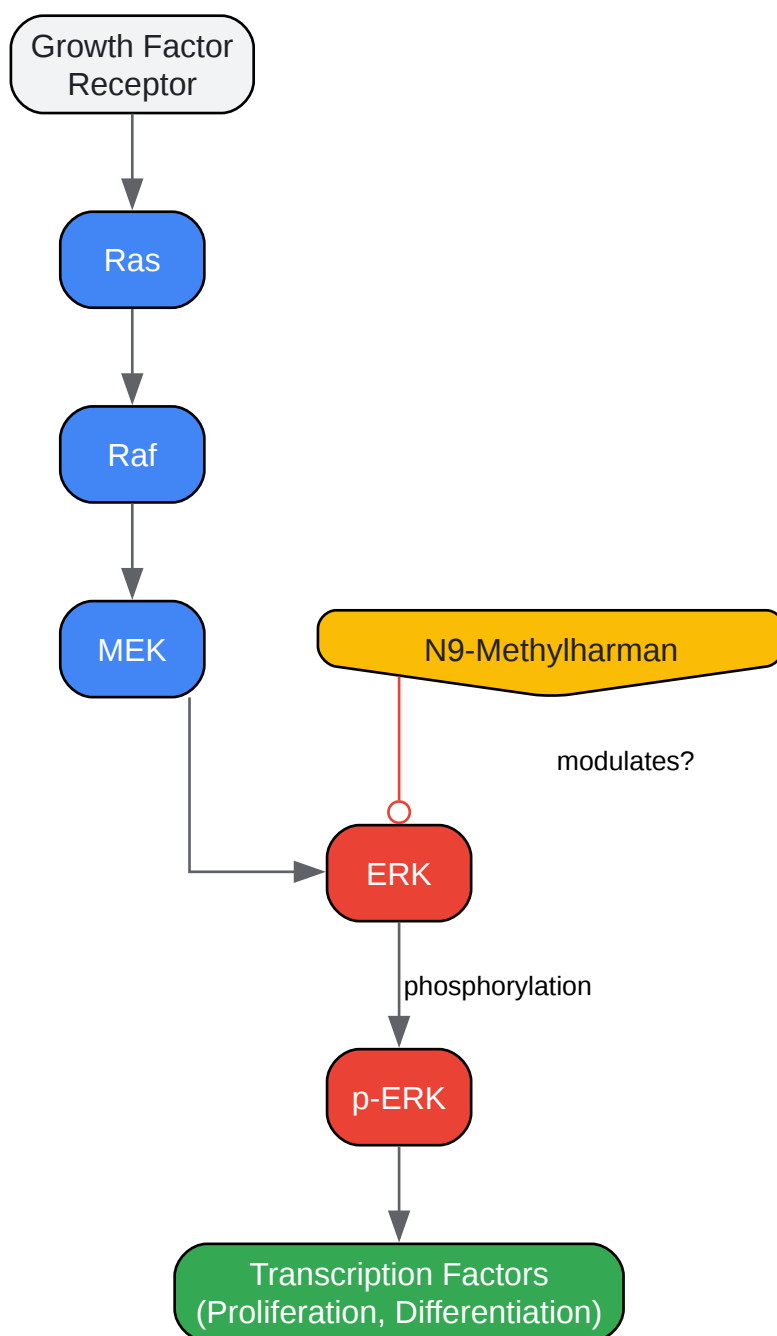 Growth Factor
Receptor
Ras
Raf
MEK
N9-Methylharman
modulates?
ERK
phosphorylation
p-ERK
Transcription Factors
(Proliferation, Differentiation)